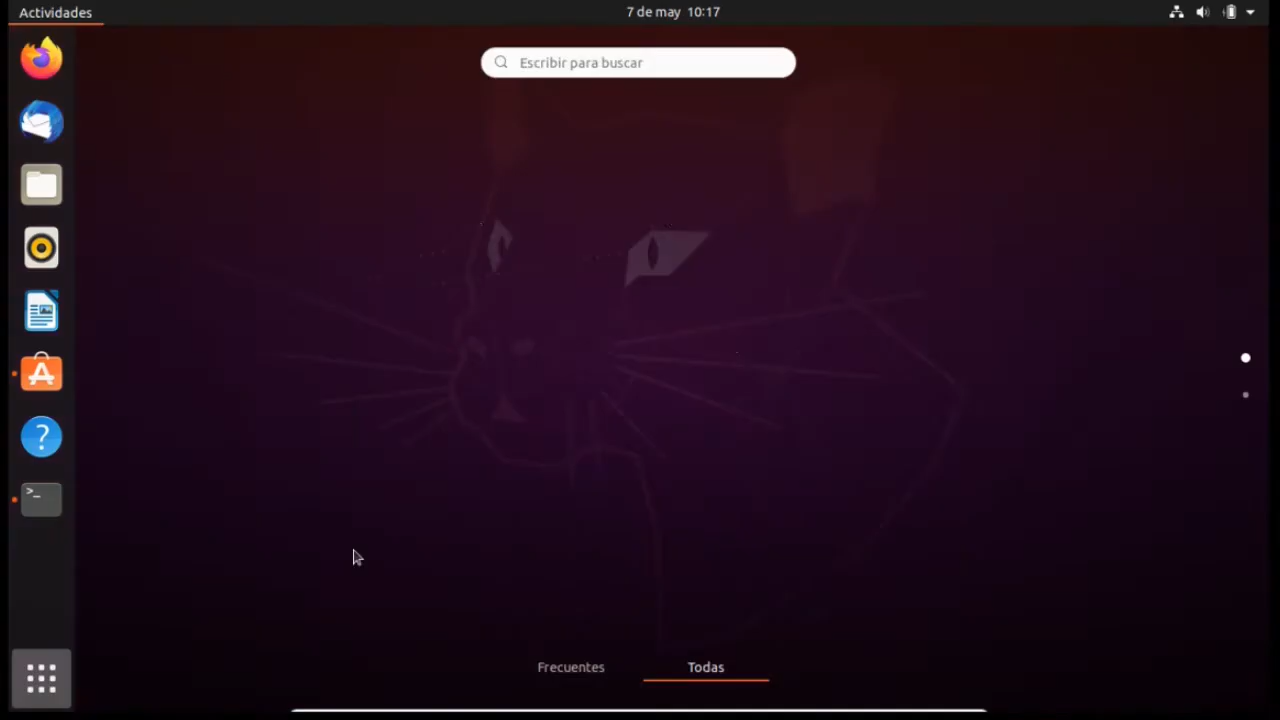 Actividades
7 de may 10:17
Escribir para buscar
Frecuentes
Todas